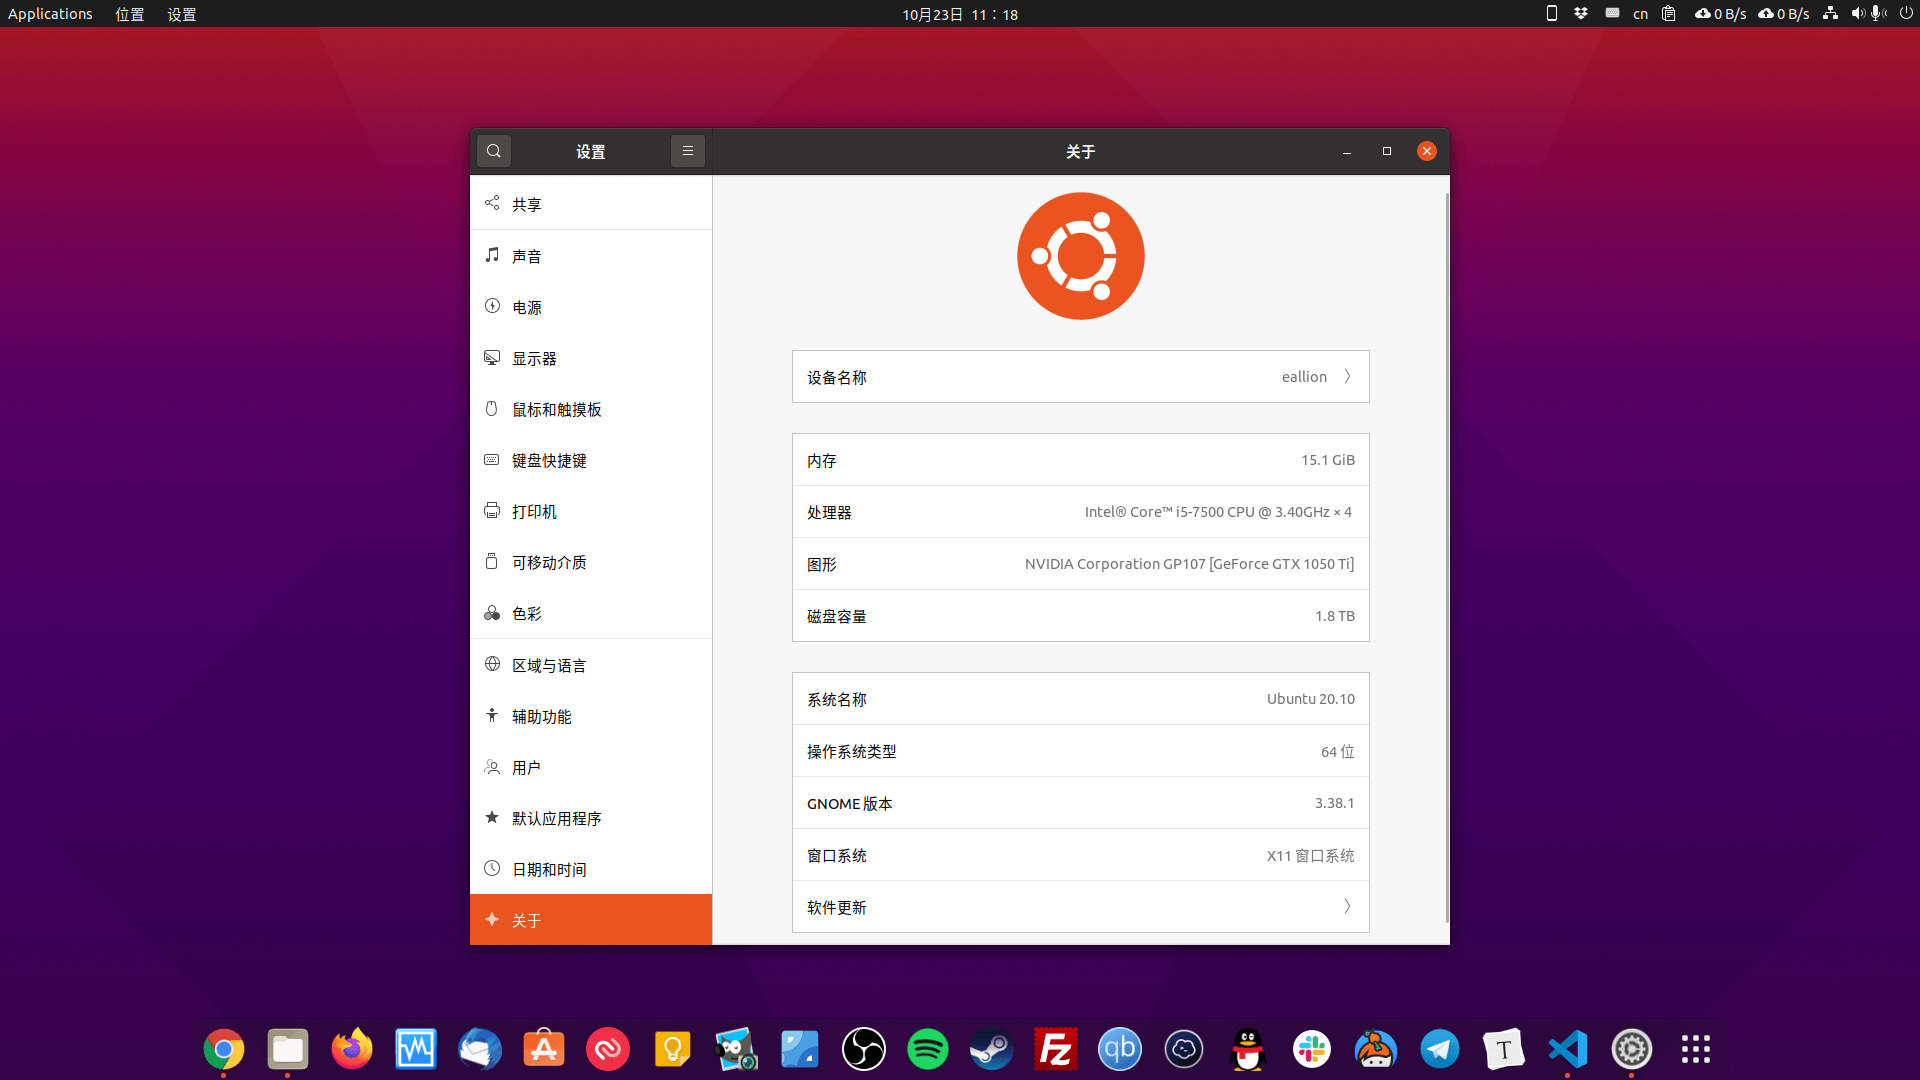 Applications 位置 设置 10月23日 11：18 cn 0 B/s 0 B/s
设置 关于
共享
声音
电源
显示器
鼠标和触摸板
键盘快捷键
打印机
可移动介质
色彩
区域与语言
辅助功能
用户
默认应用程序
日期和时间
关于
设备名称 eallion
内存 15.1 GiB
处理器 Intel® Core™ i5-7500 CPU @ 3.40GHz × 4
图形 NVIDIA Corporation GP107 [GeForce GTX 1050 Ti]
磁盘容量 1.8 TB
系统名称 Ubuntu 20.10
操作系统类型 64 位
GNOME 版本 3.38.1
窗口系统 X11 窗口系统
软件更新
Fz qb T